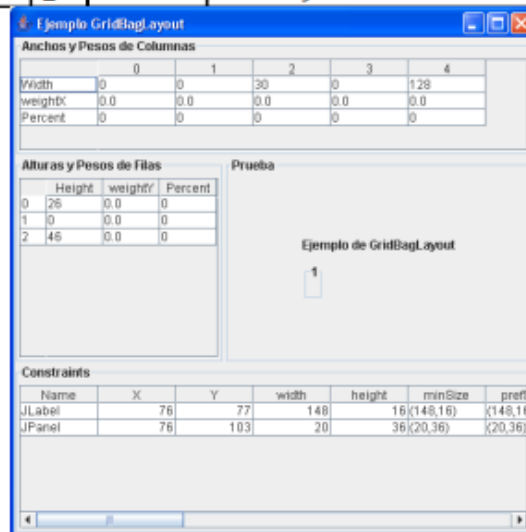 Ejemplo GridBagLayout
Anchos y Pesos de Columnas
0 1 2 3 4
Width 0 0 30 0 128
weightX 0.0 0.0 0.0 0.0 0.0
Percent 0 0 0 0 0
Alturas y Pesos de Filas
Height weightY Percent
0 26 0.0 0
1 0 0.0 0
2 46 0.0 0
Prueba
Ejemplo de GridBagLayout
1
Constraints
Name X Y width height minSize pref
JLabel 76 77 148 16 (148,16) (148,16
JPanel 76 103 20 36 (20,36) (20,36)